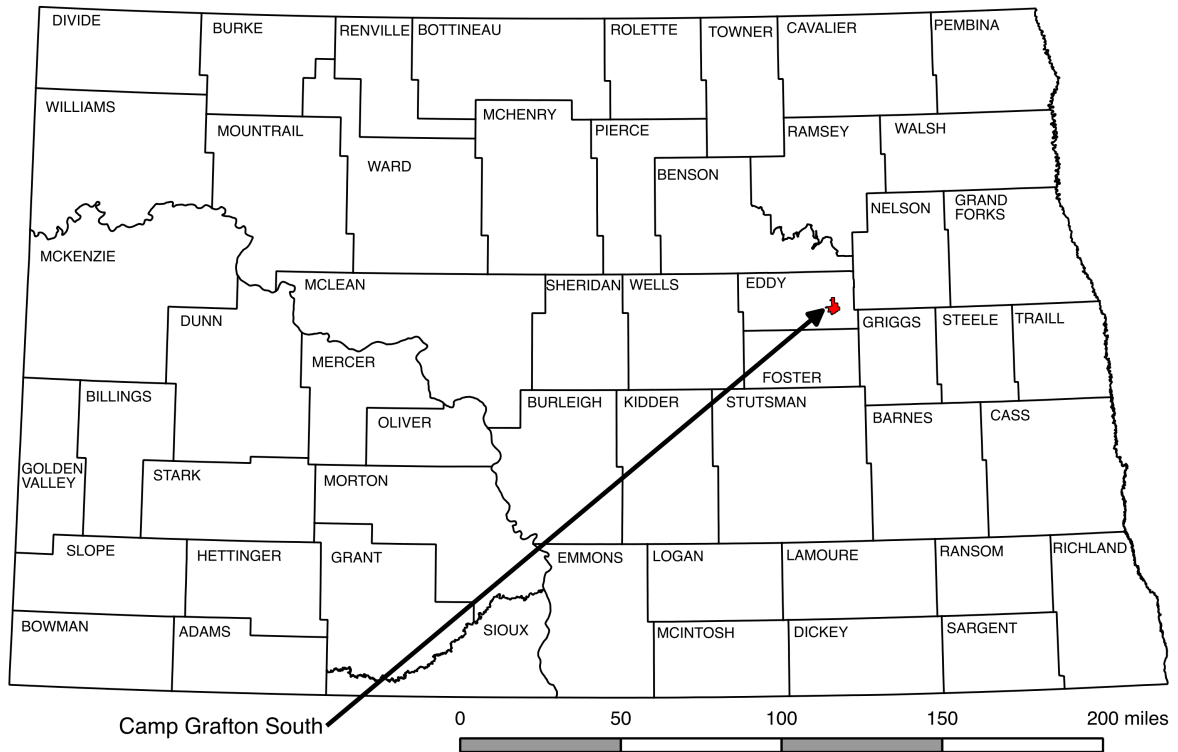 DIVIDE
BURKE
RENVILLE
BOTTINEAU
ROLETTE
TOWNER
CAVALIER
PEMBINA
WILLIAMS
MOUNTRAIL
WARD
MCHENRY
PIERCE
BENSON
RAMSEY
WALSH
NELSON
GRAND
FORKS
MCKENZIE
MCLEAN
SHERIDAN
WELLS
EDDY
DUNN
MERCER
GRIGGS
STEELE
TRAILL
FOSTER
BILLINGS
OLIVER
BURLEIGH
KIDDER
STUTSMAN
BARNES
CASS
GOLDEN
VALLEY
STARK
MORTON
SLOPE
HETTINGER
GRANT
EMMONS
LOGAN
LAMOURE
RANSOM
RICHLAND
BOWMAN
ADAMS
SIOUX
MCINTOSH
DICKEY
SARGENT
Camp Grafton South
0 50 100 150 200 miles